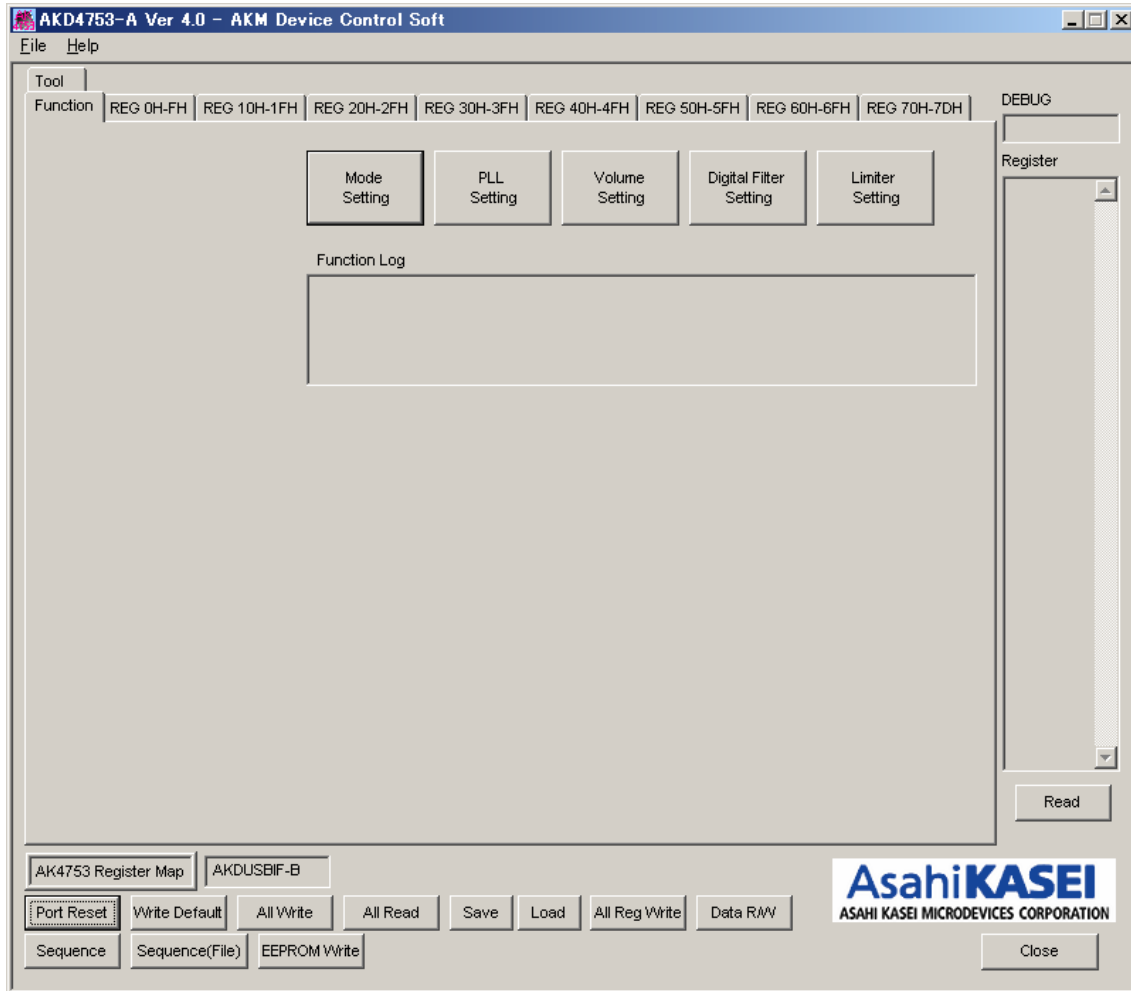 AKD4753-A Ver 4.0 - AKM Device Control Soft
File Help
Tool
Function REG 0H-FH REG 10H-1FH REG 20H-2FH REG 30H-3FH REG 40H-4FH REG 50H-5FH REG 60H-6FH REG 70H-7DH
DEBUG
Mode
Setting
PLL
Setting
Volume
Setting
Digital Filter
Setting
Limiter
Setting
Register
Function Log
Read
AK4753 Register Map AKDUSBIF-B
AsahiKASEI
ASAHI KASEI MICRODEVICES CORPORATION
Port Reset Write Default All Write All Read Save Load All Reg Write Data R/W
Sequence Sequence(File) EEPROM Write Close